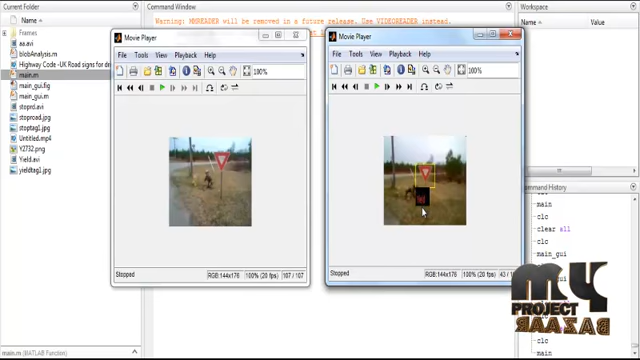 Current Folder
Command Window
Workspace
Name
Name
Value
Warning: MMREADER will be removed in a future release. Use VIDEOREADER instead.
Frames
aa.avi
blobAnalysis.m
Highway Code -UK Road signs for dri
main.m
main_gui.fig
main_gui.m
stoprd.avi
stoproad.jpg
stoptag1.jpg
Untitled.mp4
Y2732.png
Yield.avi
yieldtag1.jpg
Movie Player
File Tools View Playback Help
100%
Stopped
RGB:144x176
100% (20 fps)
107 / 107
Movie Player
File Tools View Playback Help
100%
Stopped
RGB:144x176
100% (20 fps)
Command History
main
clc
clear all
clc
main_gui
clc
main
main.m (MATLAB Function)
MY
PROJECT
BAZAAR